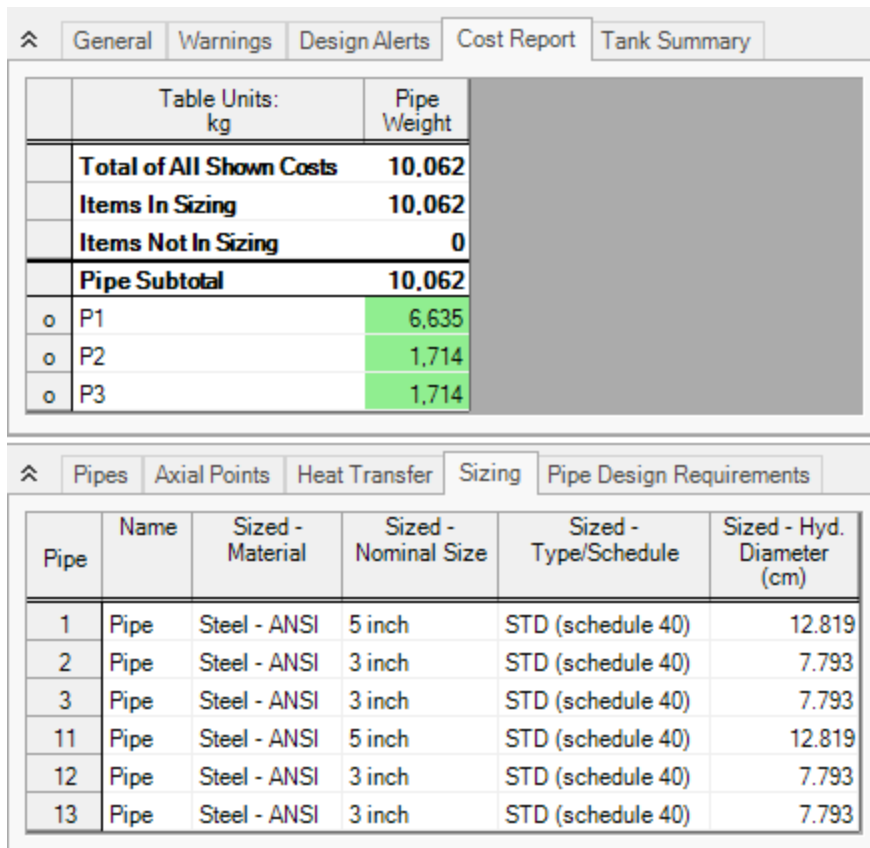 General Warnings Design Alerts Cost Report Tank Summary
Table Units: Pipe
kg Weight
Total of All Shown Costs 10,062
Items In Sizing 10,062
Items Not In Sizing 0
Pipe Subtotal 10,062
o P1 6,635
o P2 1,714
o P3 1,714
Pipes Axial Points Heat Transfer Sizing Pipe Design Requirements
Pipe Name Sized - Material Sized - Nominal Size Sized - Type/Schedule Sized - Hyd. Diameter (cm)
1 Pipe Steel - ANSI 5 inch STD (schedule 40) 12.819
2 Pipe Steel - ANSI 3 inch STD (schedule 40) 7.793
3 Pipe Steel - ANSI 3 inch STD (schedule 40) 7.793
11 Pipe Steel - ANSI 5 inch STD (schedule 40) 12.819
12 Pipe Steel - ANSI 3 inch STD (schedule 40) 7.793
13 Pipe Steel - ANSI 3 inch STD (schedule 40) 7.793